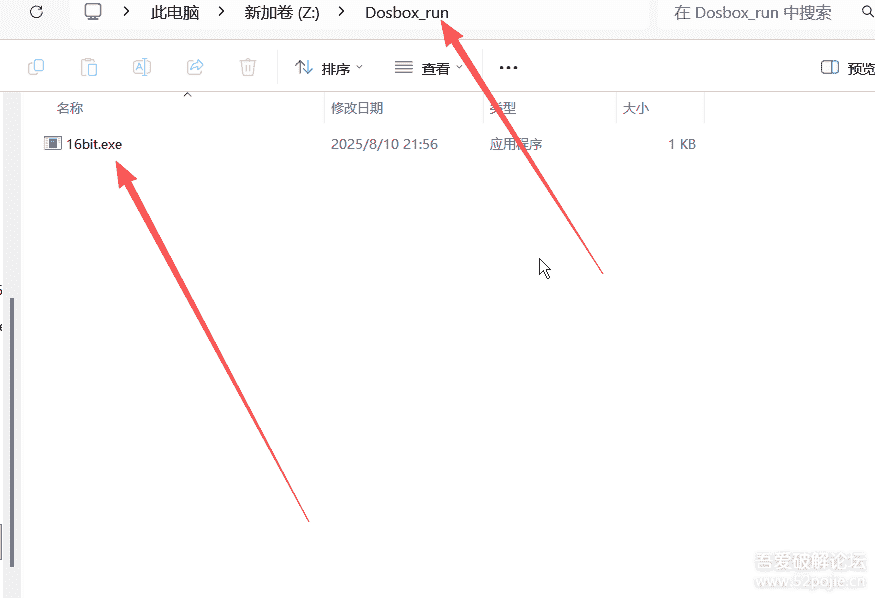 此电脑 > 新加卷 (Z:) > Dosbox_run 在 Dosbox_run 中搜索
排序 查看 ··· 预览
名称 修改日期 类型 大小
16bit.exe 2025/8/10 21:56 应用程序 1 KB
吾爱破解论坛
www.52pojie.cn